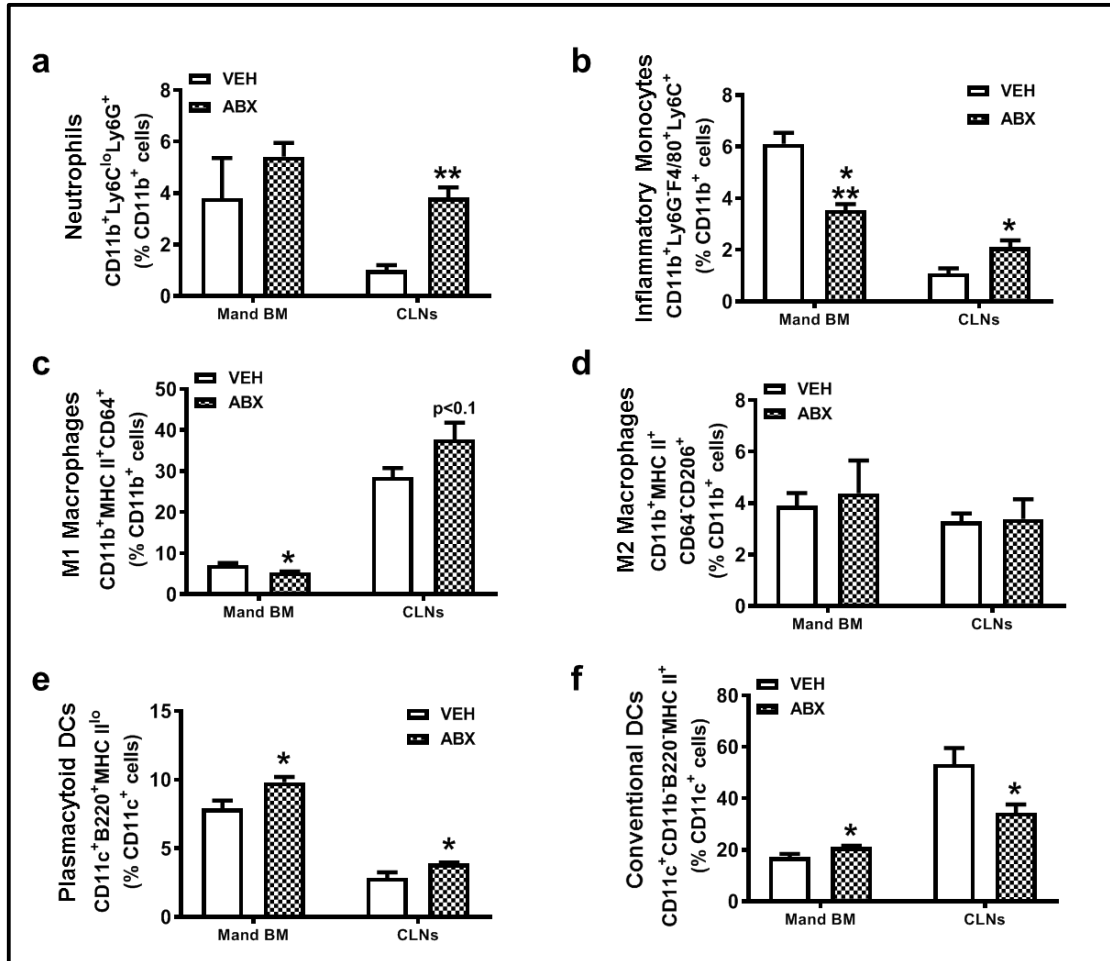 a
VEH
ABX
Neutrophils
CD11b⁺Ly6C^loLy6G⁺
(% CD11b⁺ cells)
8
6
4
2
0
**
Mand BM
CLNs
b
VEH
ABX
Inflammatory Monocytes
CD11b⁺Ly6G⁻F4/80⁺Ly6C⁺
(% CD11b⁺ cells)
8
6
4
2
0
*
**
*
Mand BM
CLNs
c
VEH
ABX
M1 Macrophages
CD11b⁺MHC II⁺CD64⁺
(% CD11b⁺ cells)
50
40
30
20
10
0
*
p<0.1
Mand BM
CLNs
d
VEH
ABX
M2 Macrophages
CD11b⁺MHC II⁺
CD64⁻CD206⁺
(% CD11b⁺ cells)
8
6
4
2
0
Mand BM
CLNs
e
VEH
ABX
Plasmacytoid DCs
CD11c⁺B220⁺MHC II^lo
(% CD11c⁺ cells)
15
10
5
0
*
*
Mand BM
CLNs
f
VEH
ABX
Conventional DCs
CD11c⁺CD11b⁻B220⁻MHC II⁺
(% CD11c⁺ cells)
80
60
40
20
0
*
*
Mand BM
CLNs